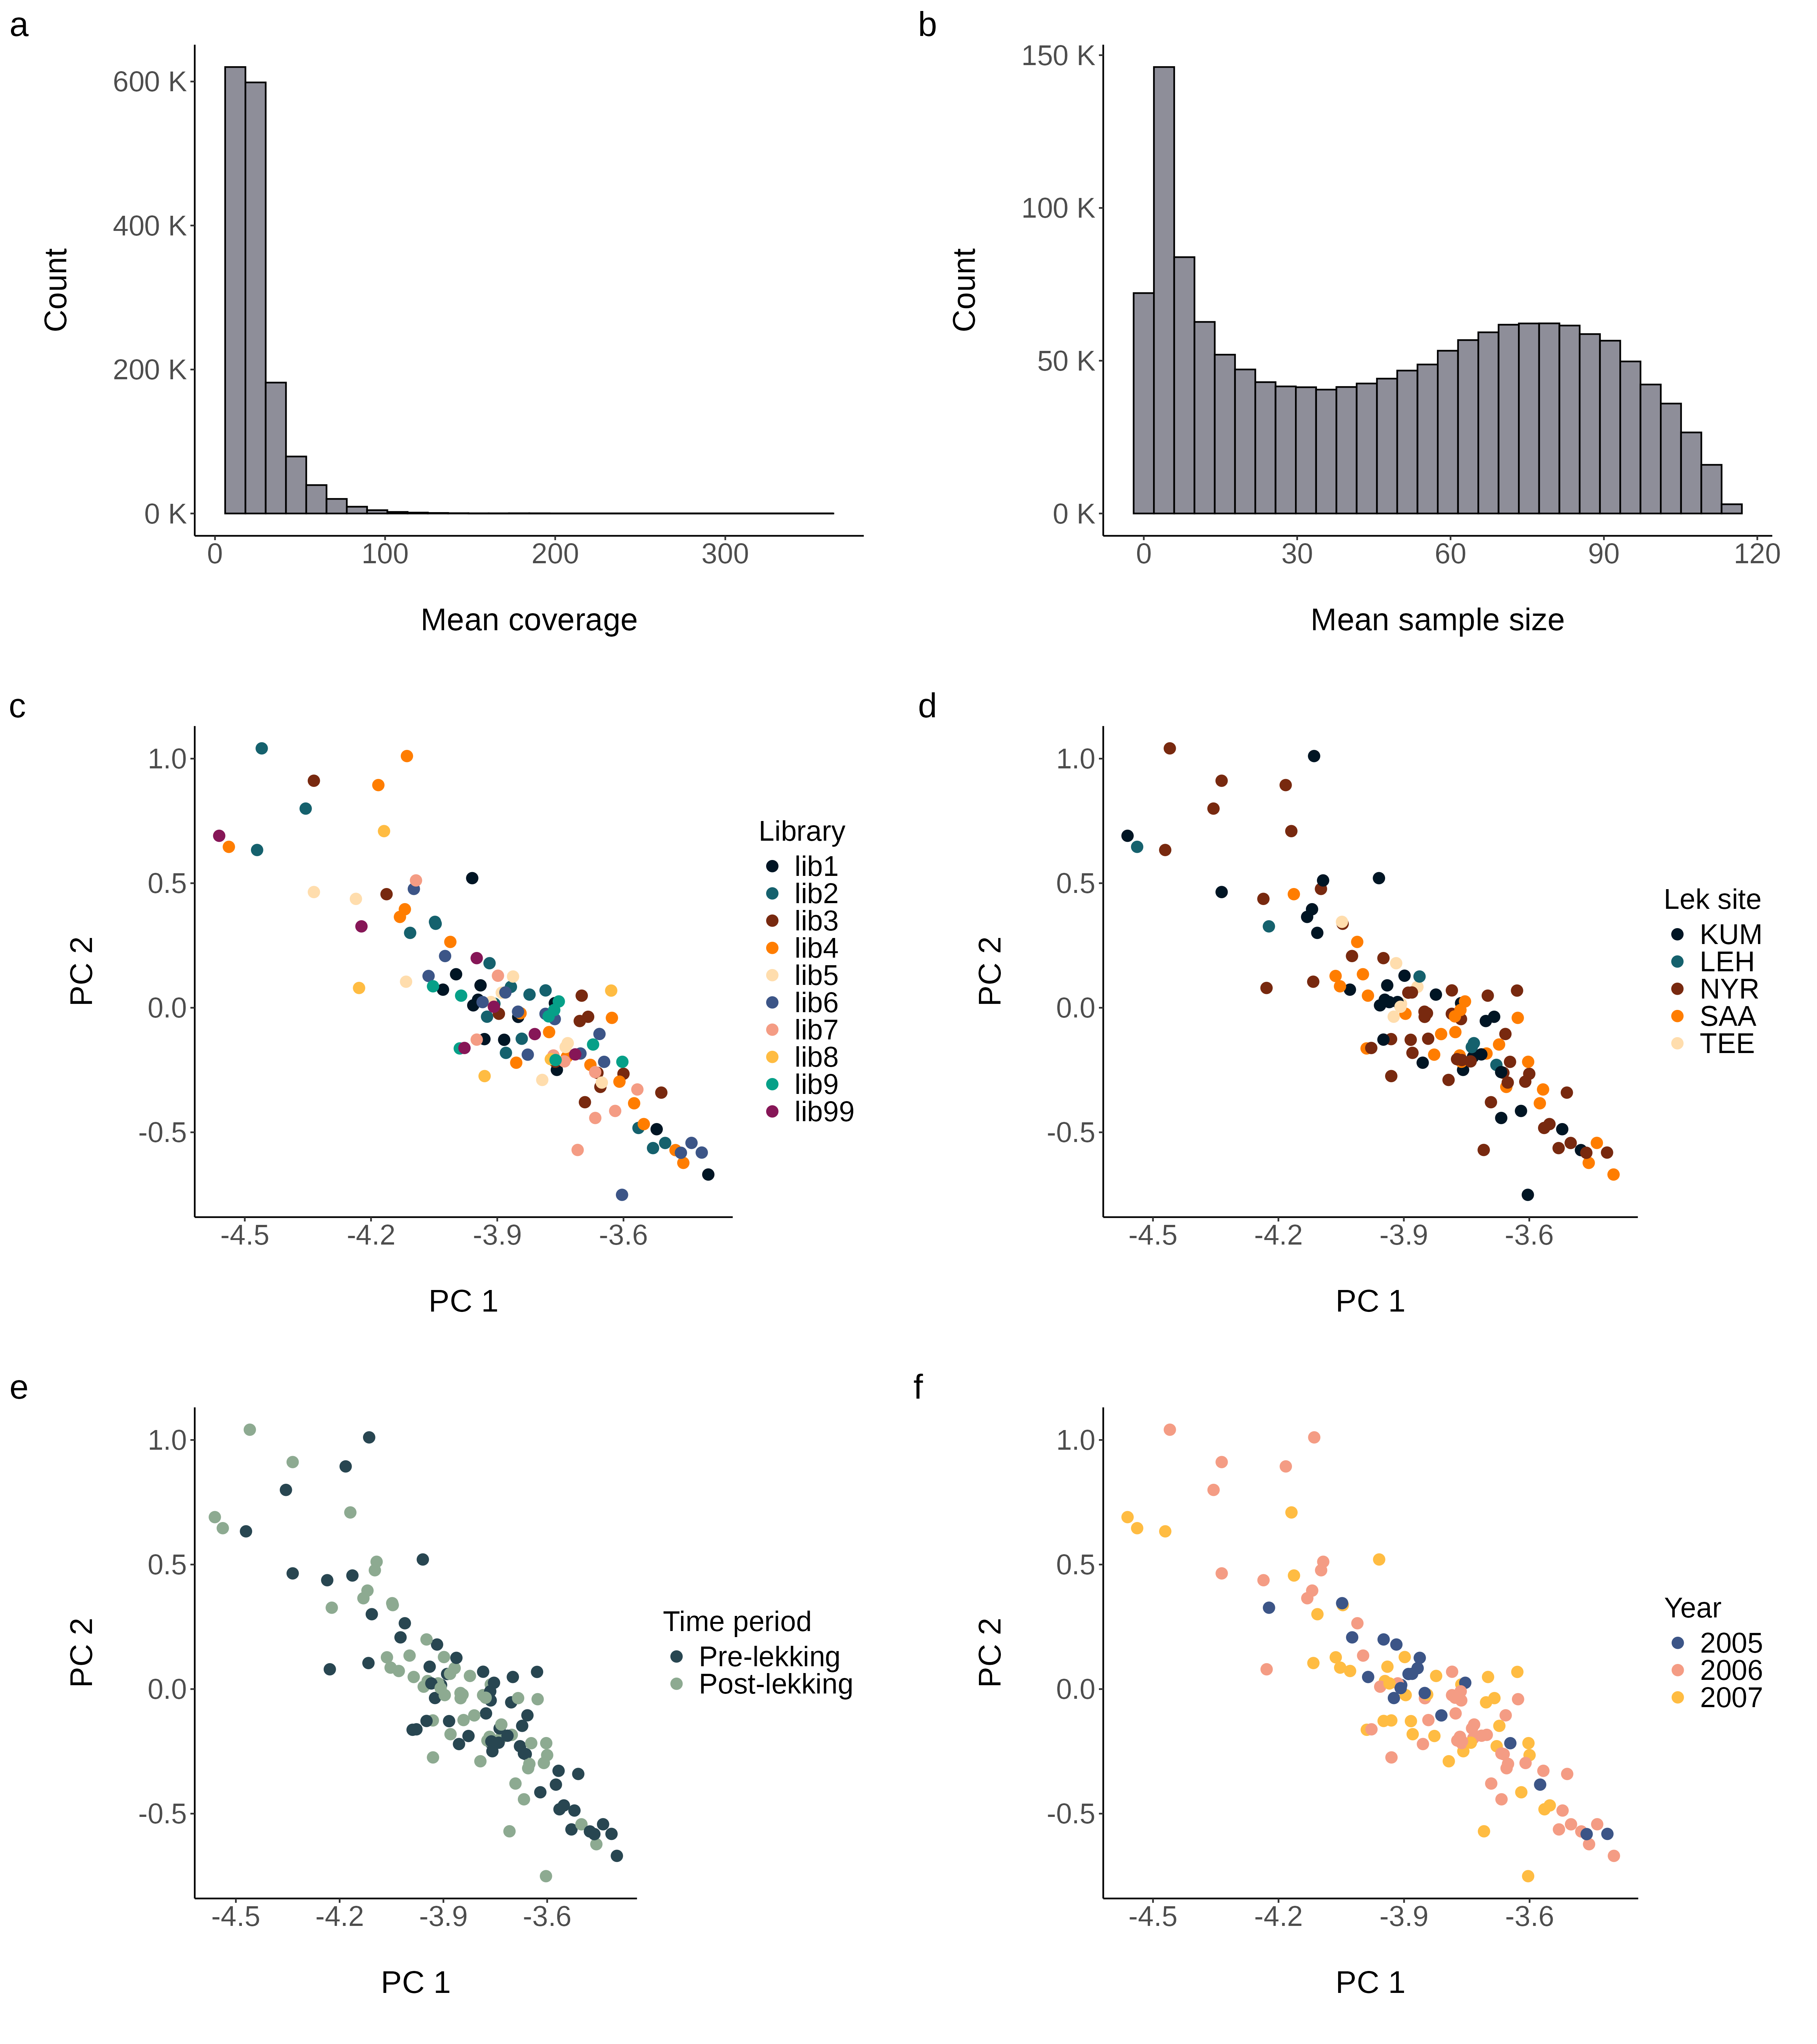 a
600 K
400 K
200 K
0 K
Count
0 100 200 300
Mean coverage
b
150 K
100 K
50 K
0 K
Count
0 30 60 90 120
Mean sample size
c
1.0
0.5
0.0
-0.5
PC 2
-4.5 -4.2 -3.9 -3.6
PC 1
Library
lib1
lib2
lib3
lib4
lib5
lib6
lib7
lib8
lib9
lib99
d
1.0
0.5
0.0
-0.5
PC 2
-4.5 -4.2 -3.9 -3.6
PC 1
Lek site
KUM
LEH
NYR
SAA
TEE
e
1.0
0.5
0.0
-0.5
PC 2
-4.5 -4.2 -3.9 -3.6
PC 1
Time period
Pre-lekking
Post-lekking
f
1.0
0.5
0.0
-0.5
PC 2
-4.5 -4.2 -3.9 -3.6
PC 1
Year
2005
2006
2007